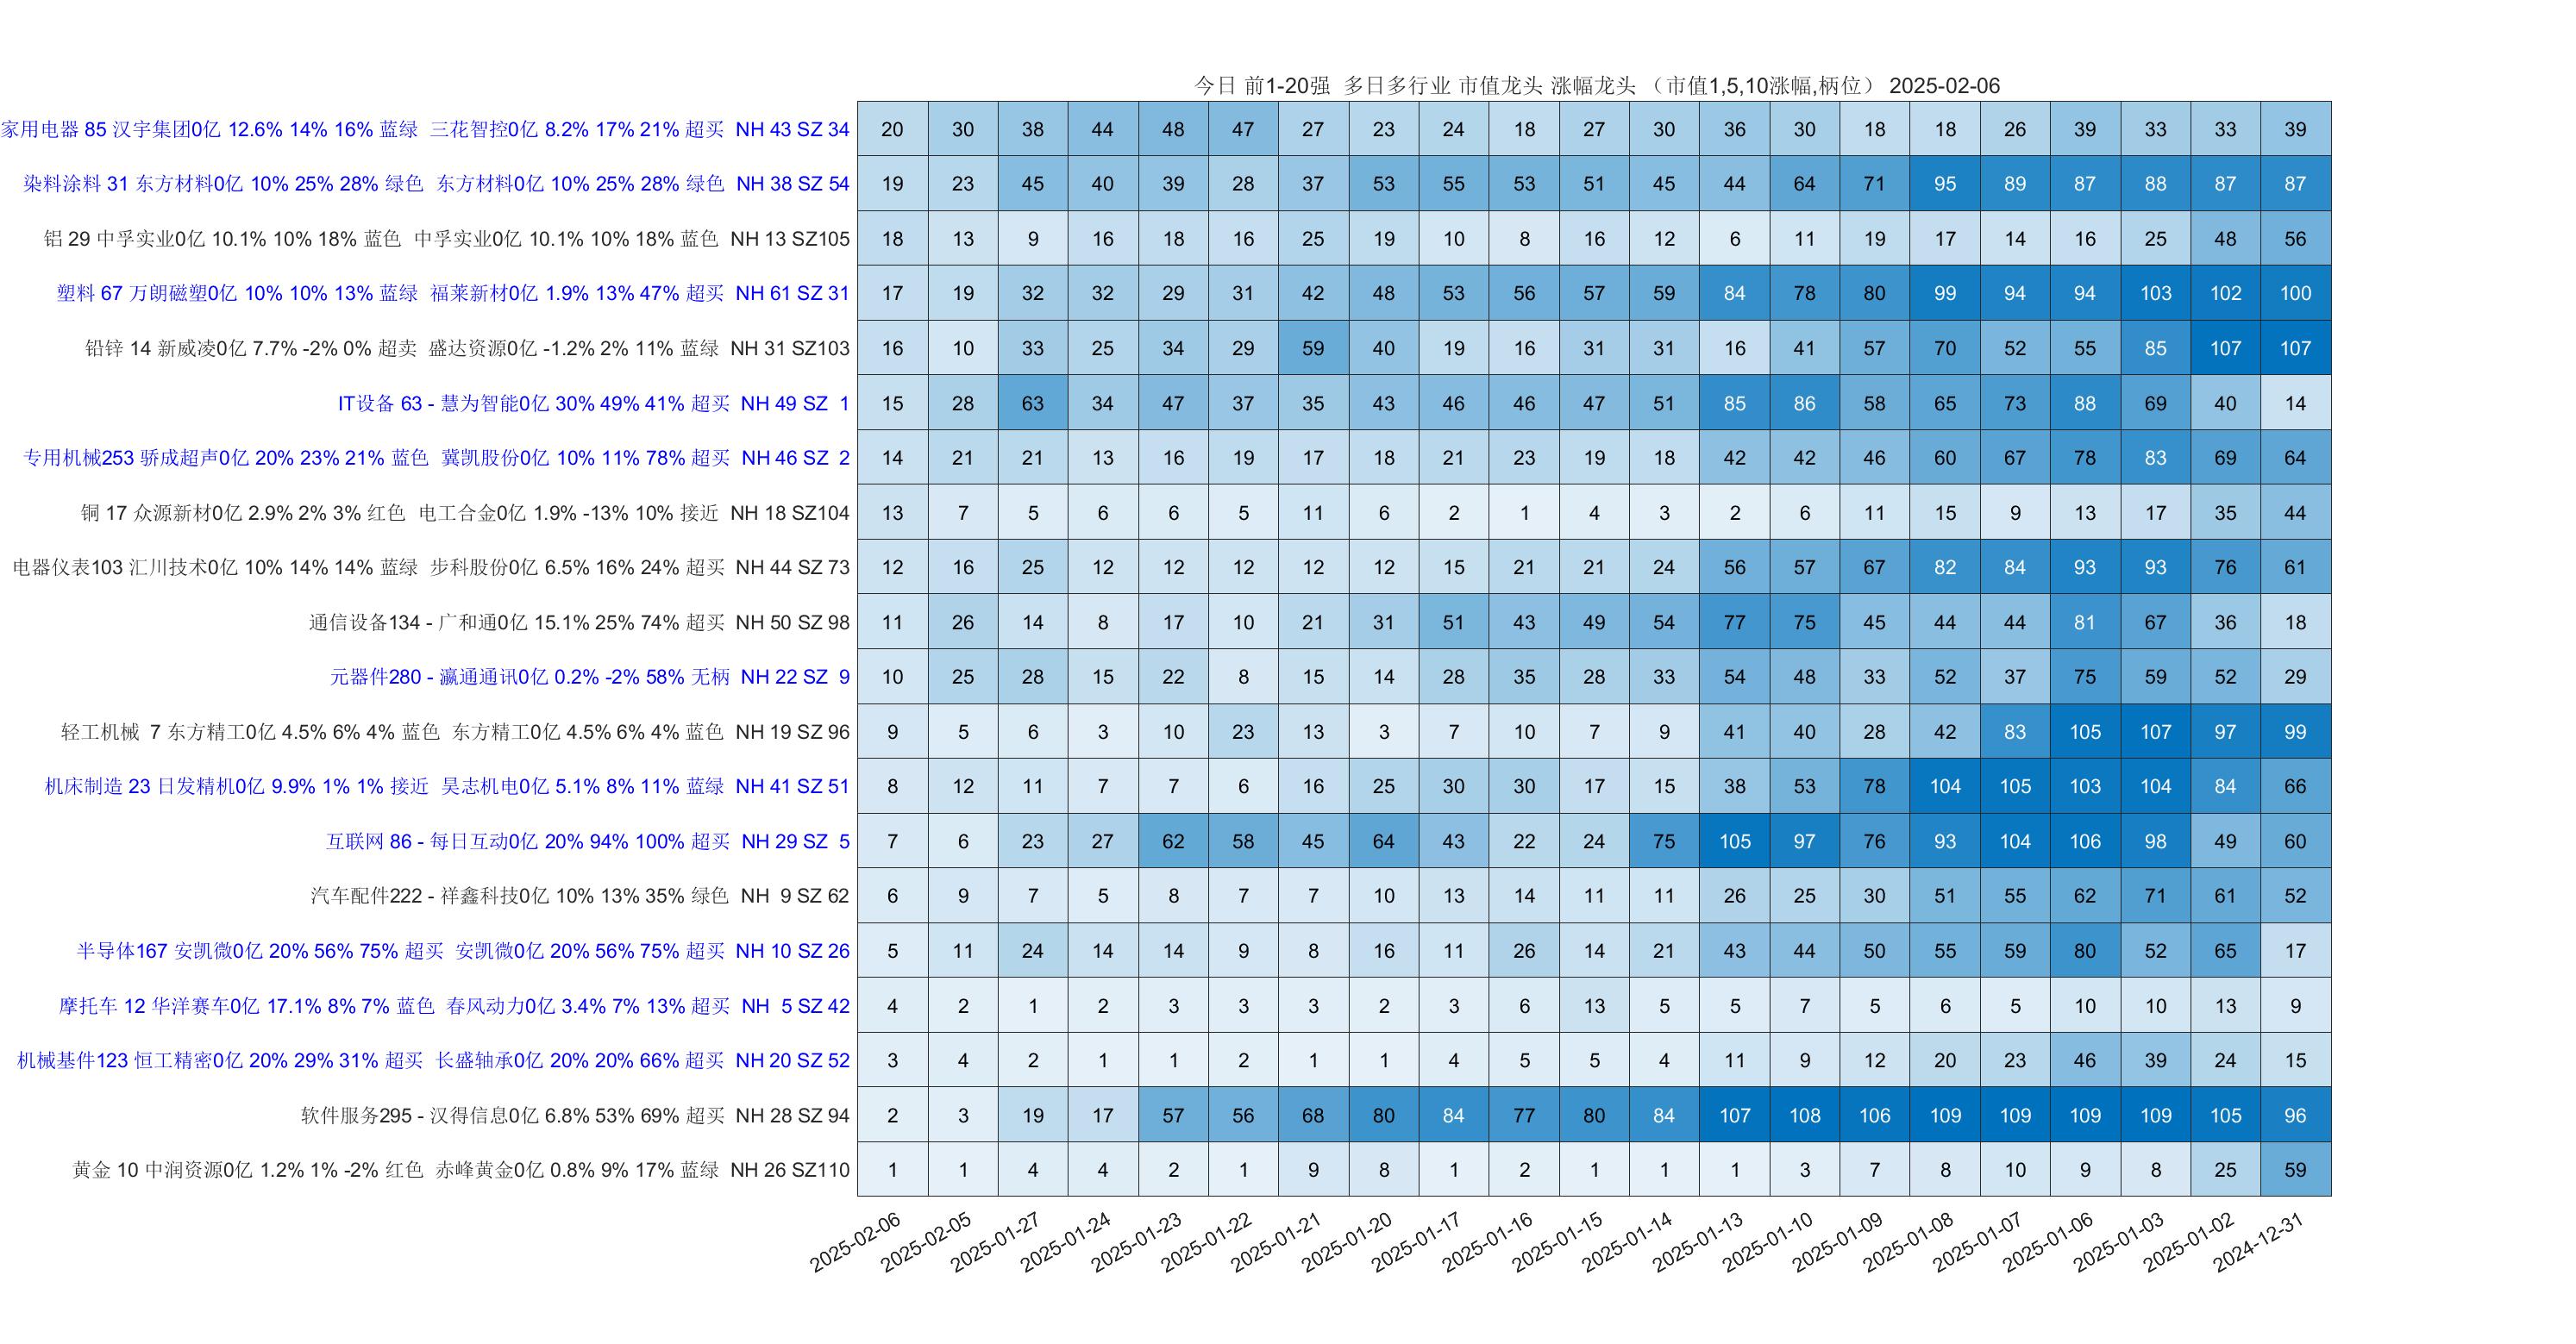 今日 前1-20强  多日多行业 市值龙头 涨幅龙头 （市值1,5,10涨幅,柄位） 2025-02-06
家用电器 85 汉宇集团0亿 12.6% 14% 16% 蓝绿  三花智控0亿 8.2% 17% 21% 超买  NH 43 SZ 34 20 30 38 44 48 47 27 23 24 18 27 30 36 30 18 18 26 39 33 33 39
染料涂料 31 东方材料0亿 10% 25% 28% 绿色  东方材料0亿 10% 25% 28% 绿色  NH 38 SZ 54 19 23 45 40 39 28 37 53 55 53 51 45 44 64 71 95 89 87 88 87 87
铝 29 中孚实业0亿 10.1% 10% 18% 蓝色  中孚实业0亿 10.1% 10% 18% 蓝色  NH 13 SZ105 18 13 9 16 18 16 25 19 10 8 16 12 6 11 19 17 14 16 25 48 56
塑料 67 万朗磁塑0亿 10% 10% 13% 蓝绿  福莱新材0亿 1.9% 13% 47% 超买  NH 61 SZ 31 17 19 32 32 29 31 42 48 53 56 57 59 84 78 80 99 94 94 103 102 100
铅锌 14 新威凌0亿 7.7% -2% 0% 超卖  盛达资源0亿 -1.2% 2% 11% 蓝绿  NH 31 SZ103 16 10 33 25 34 29 59 40 19 16 31 31 16 41 57 70 52 55 85 107 107
IT设备 63 - 慧为智能0亿 30% 49% 41% 超买  NH 49 SZ  1 15 28 63 34 47 37 35 43 46 46 47 51 85 86 58 65 73 88 69 40 14
专用机械253 骄成超声0亿 20% 23% 21% 蓝色  冀凯股份0亿 10% 11% 78% 超买  NH 46 SZ  2 14 21 21 13 16 19 17 18 21 23 19 18 42 42 46 60 67 78 83 69 64
铜 17 众源新材0亿 2.9% 2% 3% 红色  电工合金0亿 1.9% -13% 10% 接近  NH 18 SZ104 13 7 5 6 6 5 11 6 2 1 4 3 2 6 11 15 9 13 17 35 44
电器仪表103 汇川技术0亿 10% 14% 14% 蓝绿  步科股份0亿 6.5% 16% 24% 超买  NH 44 SZ 73 12 16 25 12 12 12 12 12 15 21 21 24 56 57 67 82 84 93 93 76 61
通信设备134 - 广和通0亿 15.1% 25% 74% 超买  NH 50 SZ 98 11 26 14 8 17 10 21 31 51 43 49 54 77 75 45 44 44 81 67 36 18
元器件280 - 瀛通通讯0亿 0.2% -2% 58% 无柄  NH 22 SZ  9 10 25 28 15 22 8 15 14 28 35 28 33 54 48 33 52 37 75 59 52 29
轻工机械  7 东方精工0亿 4.5% 6% 4% 蓝色  东方精工0亿 4.5% 6% 4% 蓝色  NH 19 SZ 96 9 5 6 3 10 23 13 3 7 10 7 9 41 40 28 42 83 105 107 97 99
机床制造 23 日发精机0亿 9.9% 1% 1% 接近  昊志机电0亿 5.1% 8% 11% 蓝绿  NH 41 SZ 51 8 12 11 7 7 6 16 25 30 30 17 15 38 53 78 104 105 103 104 84 66
互联网 86 - 每日互动0亿 20% 94% 100% 超买  NH 29 SZ  5 7 6 23 27 62 58 45 64 43 22 24 75 105 97 76 93 104 106 98 49 60
汽车配件222 - 祥鑫科技0亿 10% 13% 35% 绿色  NH  9 SZ 62 6 9 7 5 8 7 7 10 13 14 11 11 26 25 30 51 55 62 71 61 52
半导体167 安凯微0亿 20% 56% 75% 超买  安凯微0亿 20% 56% 75% 超买  NH 10 SZ 26 5 11 24 14 14 9 8 16 11 26 14 21 43 44 50 55 59 80 52 65 17
摩托车 12 华洋赛车0亿 17.1% 8% 7% 蓝色  春风动力0亿 3.4% 7% 13% 超买  NH  5 SZ 42 4 2 1 2 3 3 3 2 3 6 13 5 5 7 5 6 5 10 10 13 9
机械基件123 恒工精密0亿 20% 29% 31% 超买  长盛轴承0亿 20% 20% 66% 超买  NH 20 SZ 52 3 4 2 1 1 2 1 1 4 5 5 4 11 9 12 20 23 46 39 24 15
软件服务295 - 汉得信息0亿 6.8% 53% 69% 超买  NH 28 SZ 94 2 3 19 17 57 56 68 80 84 77 80 84 107 108 106 109 109 109 109 105 96
黄金 10 中润资源0亿 1.2% 1% -2% 红色  赤峰黄金0亿 0.8% 9% 17% 蓝绿  NH 26 SZ110 1 1 4 4 2 1 9 8 1 2 1 1 1 3 7 8 10 9 8 25 59
2025-02-06 2025-02-05 2025-01-27 2025-01-24 2025-01-23 2025-01-22 2025-01-21 2025-01-20 2025-01-17 2025-01-16 2025-01-15 2025-01-14 2025-01-13 2025-01-10 2025-01-09 2025-01-08 2025-01-07 2025-01-06 2025-01-03 2025-01-02 2024-12-31